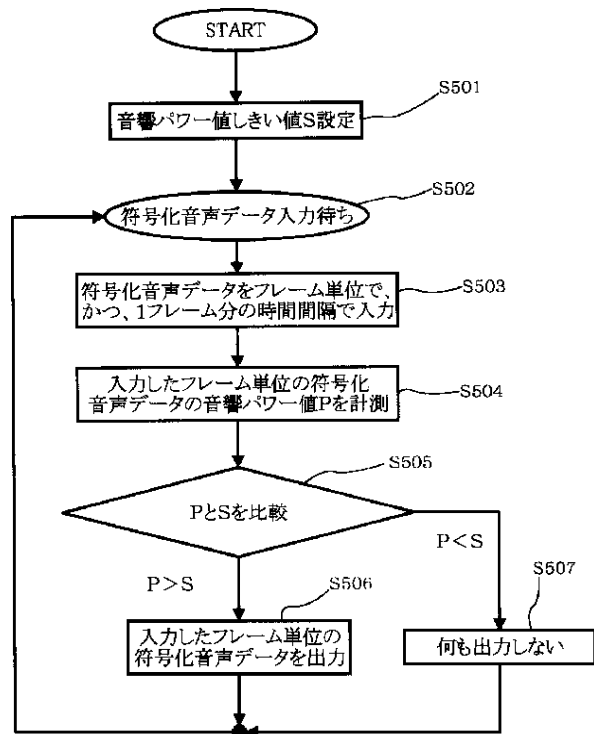 START
S501
音響パワー値しきい値S設定
S502
符号化音声データ入力待ち
S503
符号化音声データをフレーム単位で、
かつ、1フレーム分の時間間隔で入力
S504
入力したフレーム単位の符号化
音声データの音響パワー値Pを計測
S505
PとSを比較
P<S
P>S
S506
S507
入力したフレーム単位の
符号化音声データを出力
何も出力しない